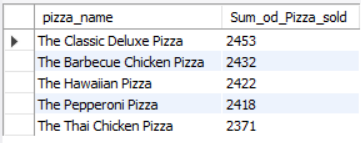 pizza_name Sum_od_Pizza_sold
The Classic Deluxe Pizza 2453
The Barbecue Chicken Pizza 2432
The Hawaiian Pizza 2422
The Pepperoni Pizza 2418
The Thai Chicken Pizza 2371